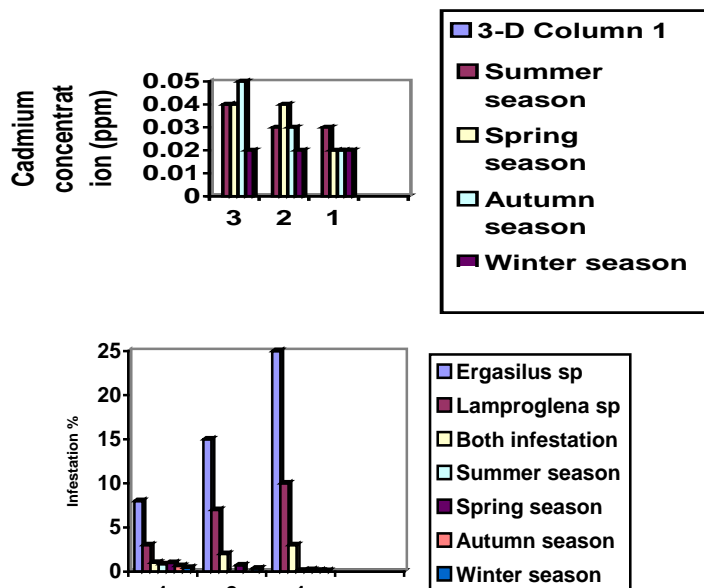 Cadmium
concentrat
ion (ppm)
0.05
0.04
0.03
0.02
0.01
0
3 2 1
3-D Column 1
Summer
season
Spring
season
Autumn
season
Winter season
Infestation %
25
20
15
10
5
0
Ergasilus sp
Lamproglena sp
Both infestation
Summer season
Spring season
Autumn season
Winter season